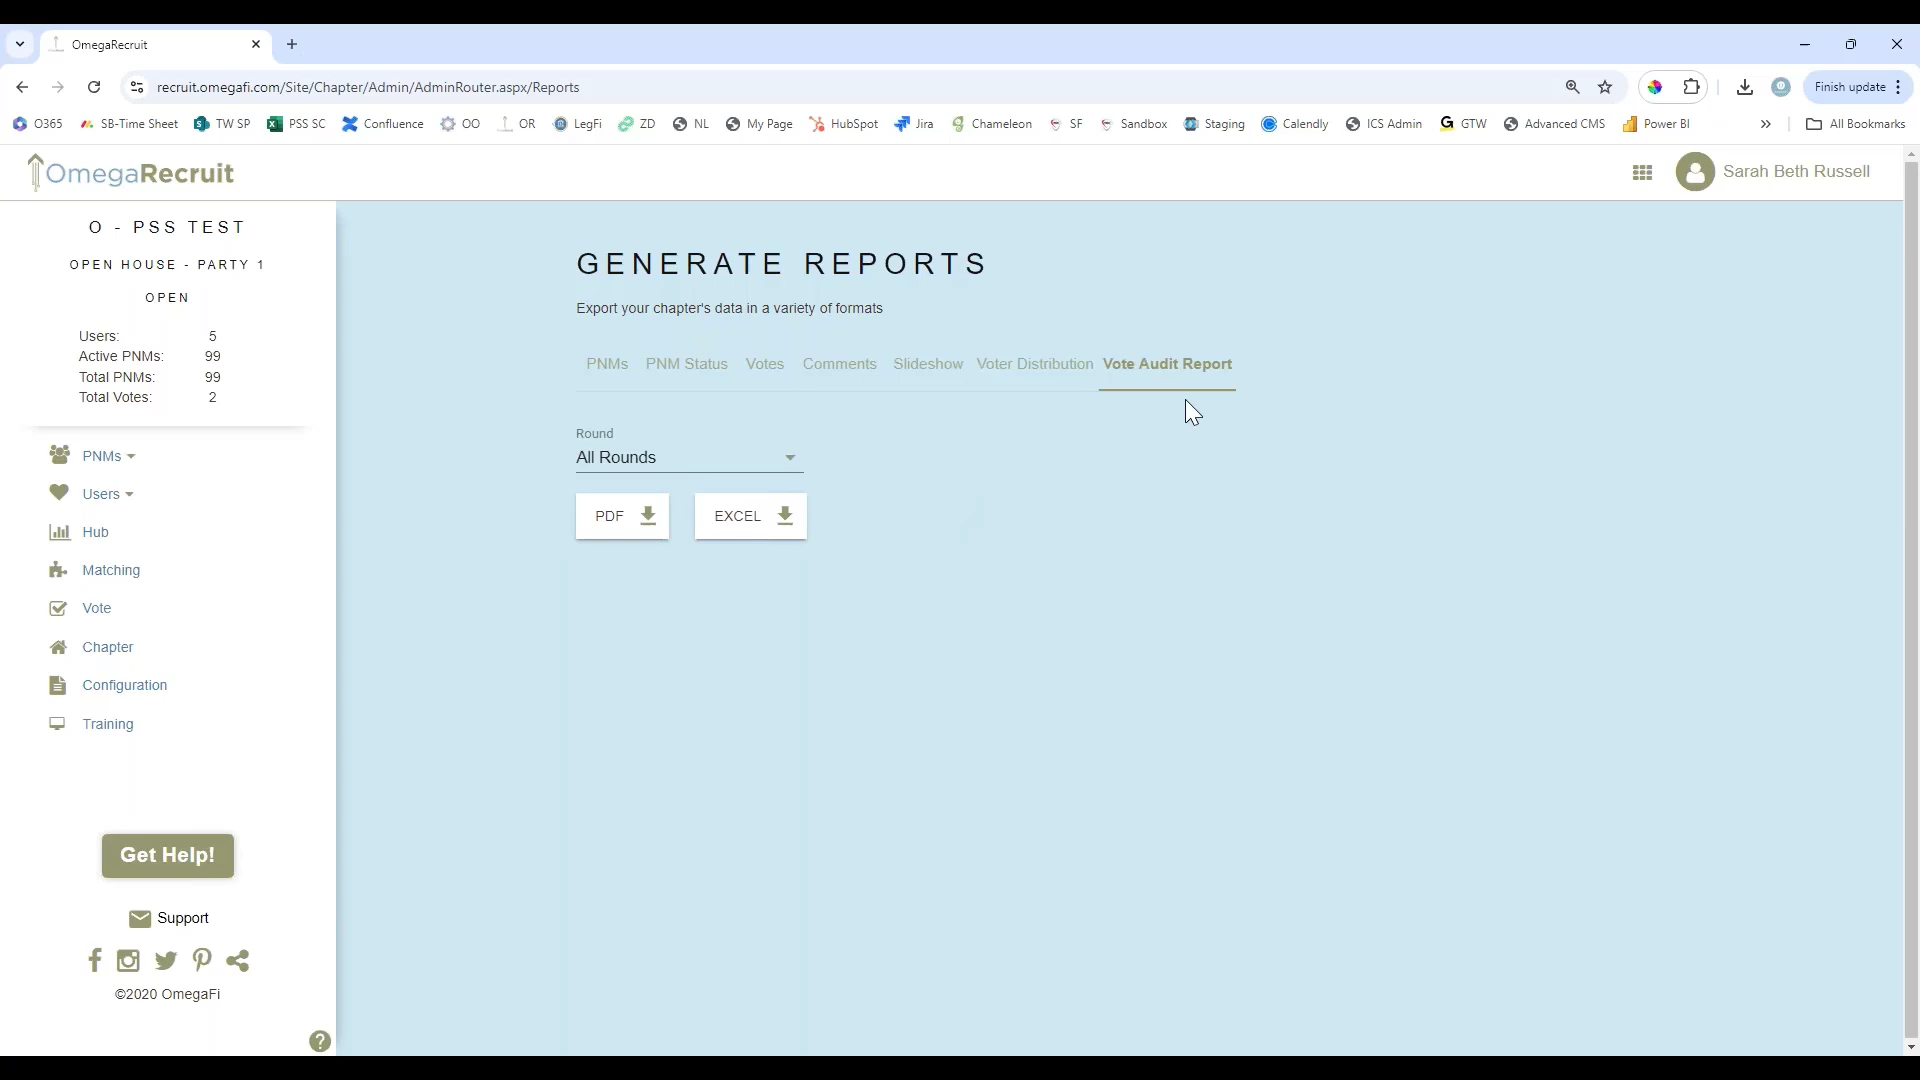 OmegaRecruit
recruit.omegafi.com/Site/Chapter/Admin/AdminRouter.aspx/Reports
Finish update
O365 SB-Time Sheet TW SP PSS SC Confluence OO OR LegFi ZD NL My Page HubSpot Jira Chameleon SF Sandbox Staging Calendly ICS Admin GTW Advanced CMS Power BI All Bookmarks
OmegaRecruit
Sarah Beth Russell
O - PSS TEST
OPEN HOUSE - PARTY 1
OPEN
Users: 5
Active PNMs: 99
Total PNMs: 99
Total Votes: 2
PNMs
Users
Hub
Matching
Vote
Chapter
Configuration
Training
Get Help!
Support
©2020 OmegaFi
GENERATE REPORTS
Export your chapter's data in a variety of formats
PNMs PNM Status Votes Comments Slideshow Voter Distribution Vote Audit Report
Round
All Rounds
PDF EXCEL